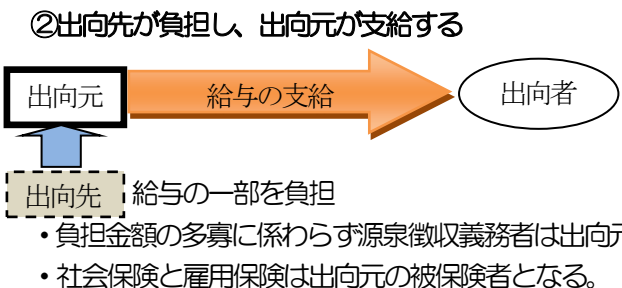 ②出向先が負担し、出向元が支給する
出向元
給与の支給
出向者
出向先
給与の一部を負担
・負担金額の多寡に係わらず源泉徴収義務者は出向元
・社会保険と雇用保険は出向元の被保険者となる。